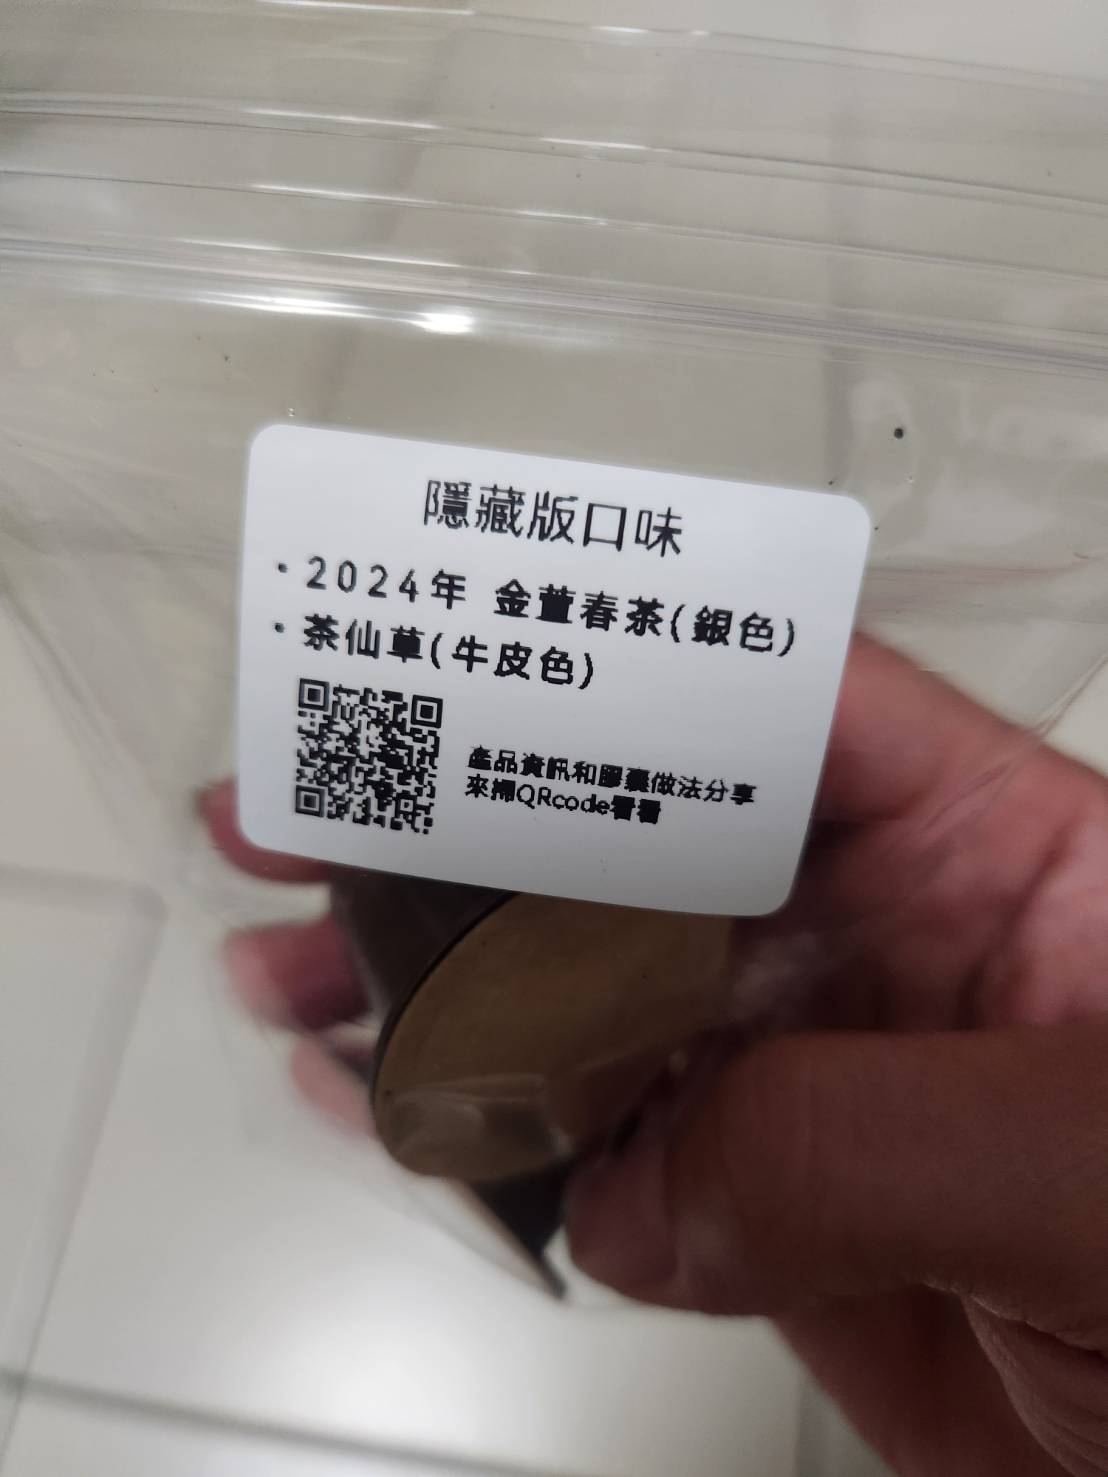 隱藏版口味
・2024年 金萱春茶(銀色)
・茶仙草(牛皮色)
產品資訊和膠囊做法分享
來掃QRcode看看